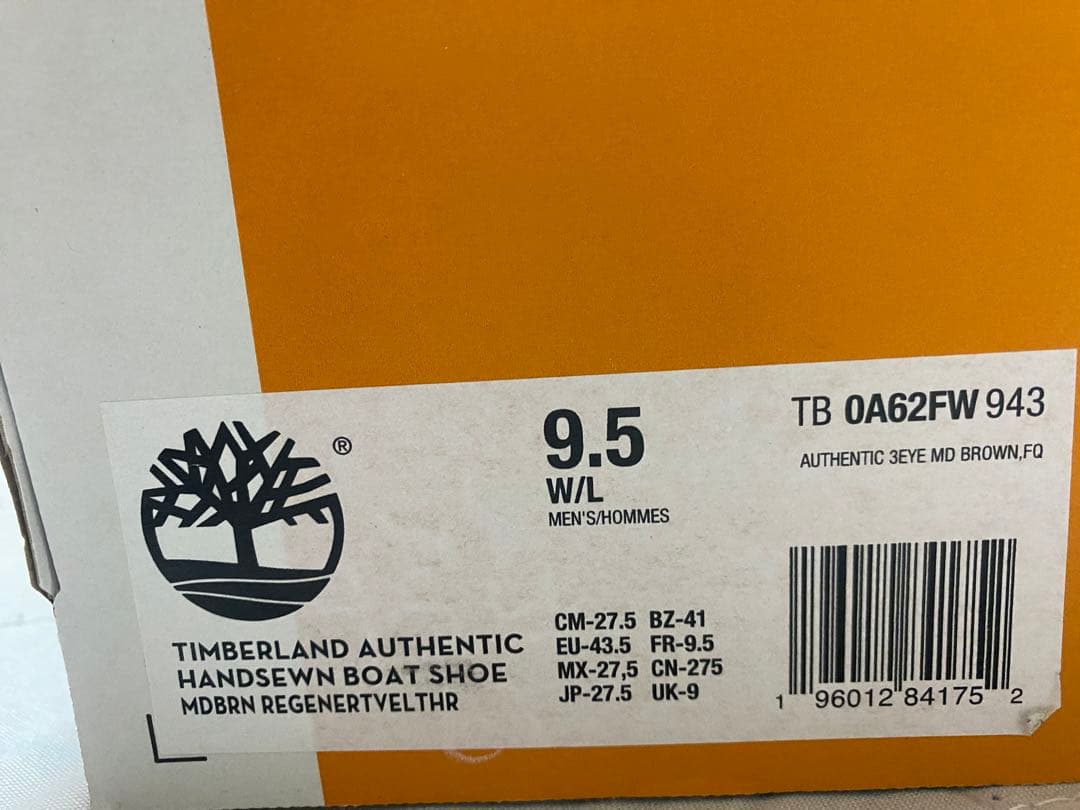 ®
TIMBERLAND AUTHENTIC
HANDSEWN BOAT SHOE
MDBRN REGENERTVELTHR
9.5
W/L
MEN'S/HOMMES
CM-27.5 BZ-41
EU-43.5 FR-9.5
MX-27,5 CN-275
JP-27.5 UK-9
TB 0A62FW 943
AUTHENTIC 3EYE MD BROWN,FQ
1 96012 84175 2